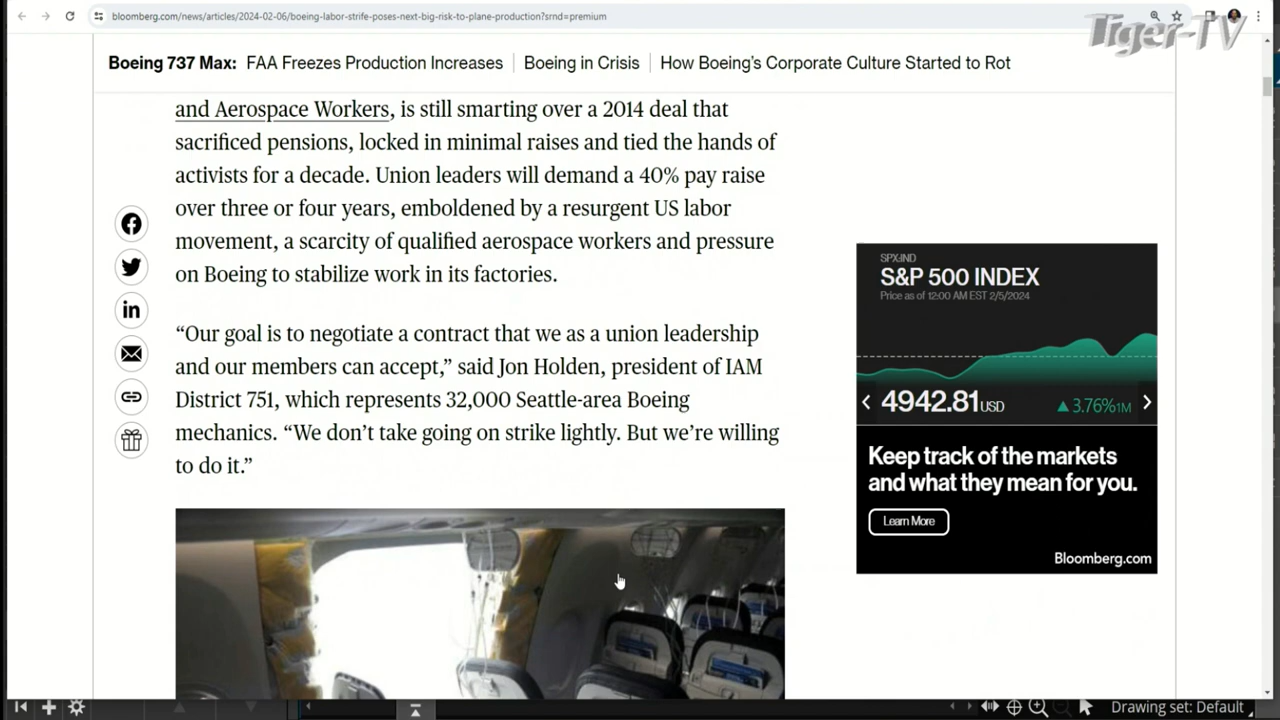 bloomberg.com/news/articles/2024-02-06/boeing-labor-strife-poses-next-big-risk-to-plane-production?srnd=premium
Tiger-TV
Boeing 737 Max: FAA Freezes Production Increases Boeing in Crisis How Boeing's Corporate Culture Started to Rot
and Aerospace Workers, is still smarting over a 2014 deal that
sacrificed pensions, locked in minimal raises and tied the hands of
activists for a decade. Union leaders will demand a 40% pay raise
over three or four years, emboldened by a resurgent US labor
movement, a scarcity of qualified aerospace workers and pressure
on Boeing to stabilize work in its factories.
“Our goal is to negotiate a contract that we as a union leadership
and our members can accept,” said Jon Holden, president of IAM
District 751, which represents 32,000 Seattle-area Boeing
mechanics. “We don’t take going on strike lightly. But we’re willing
to do it.”
SPX:IND
S&P 500 INDEX
Price as of 12:00 AM EST 2/5/2024
4942.81 USD ▲ 3.76% 1M
Keep track of the markets
and what they mean for you.
Learn More
Bloomberg.com
Drawing set: Default